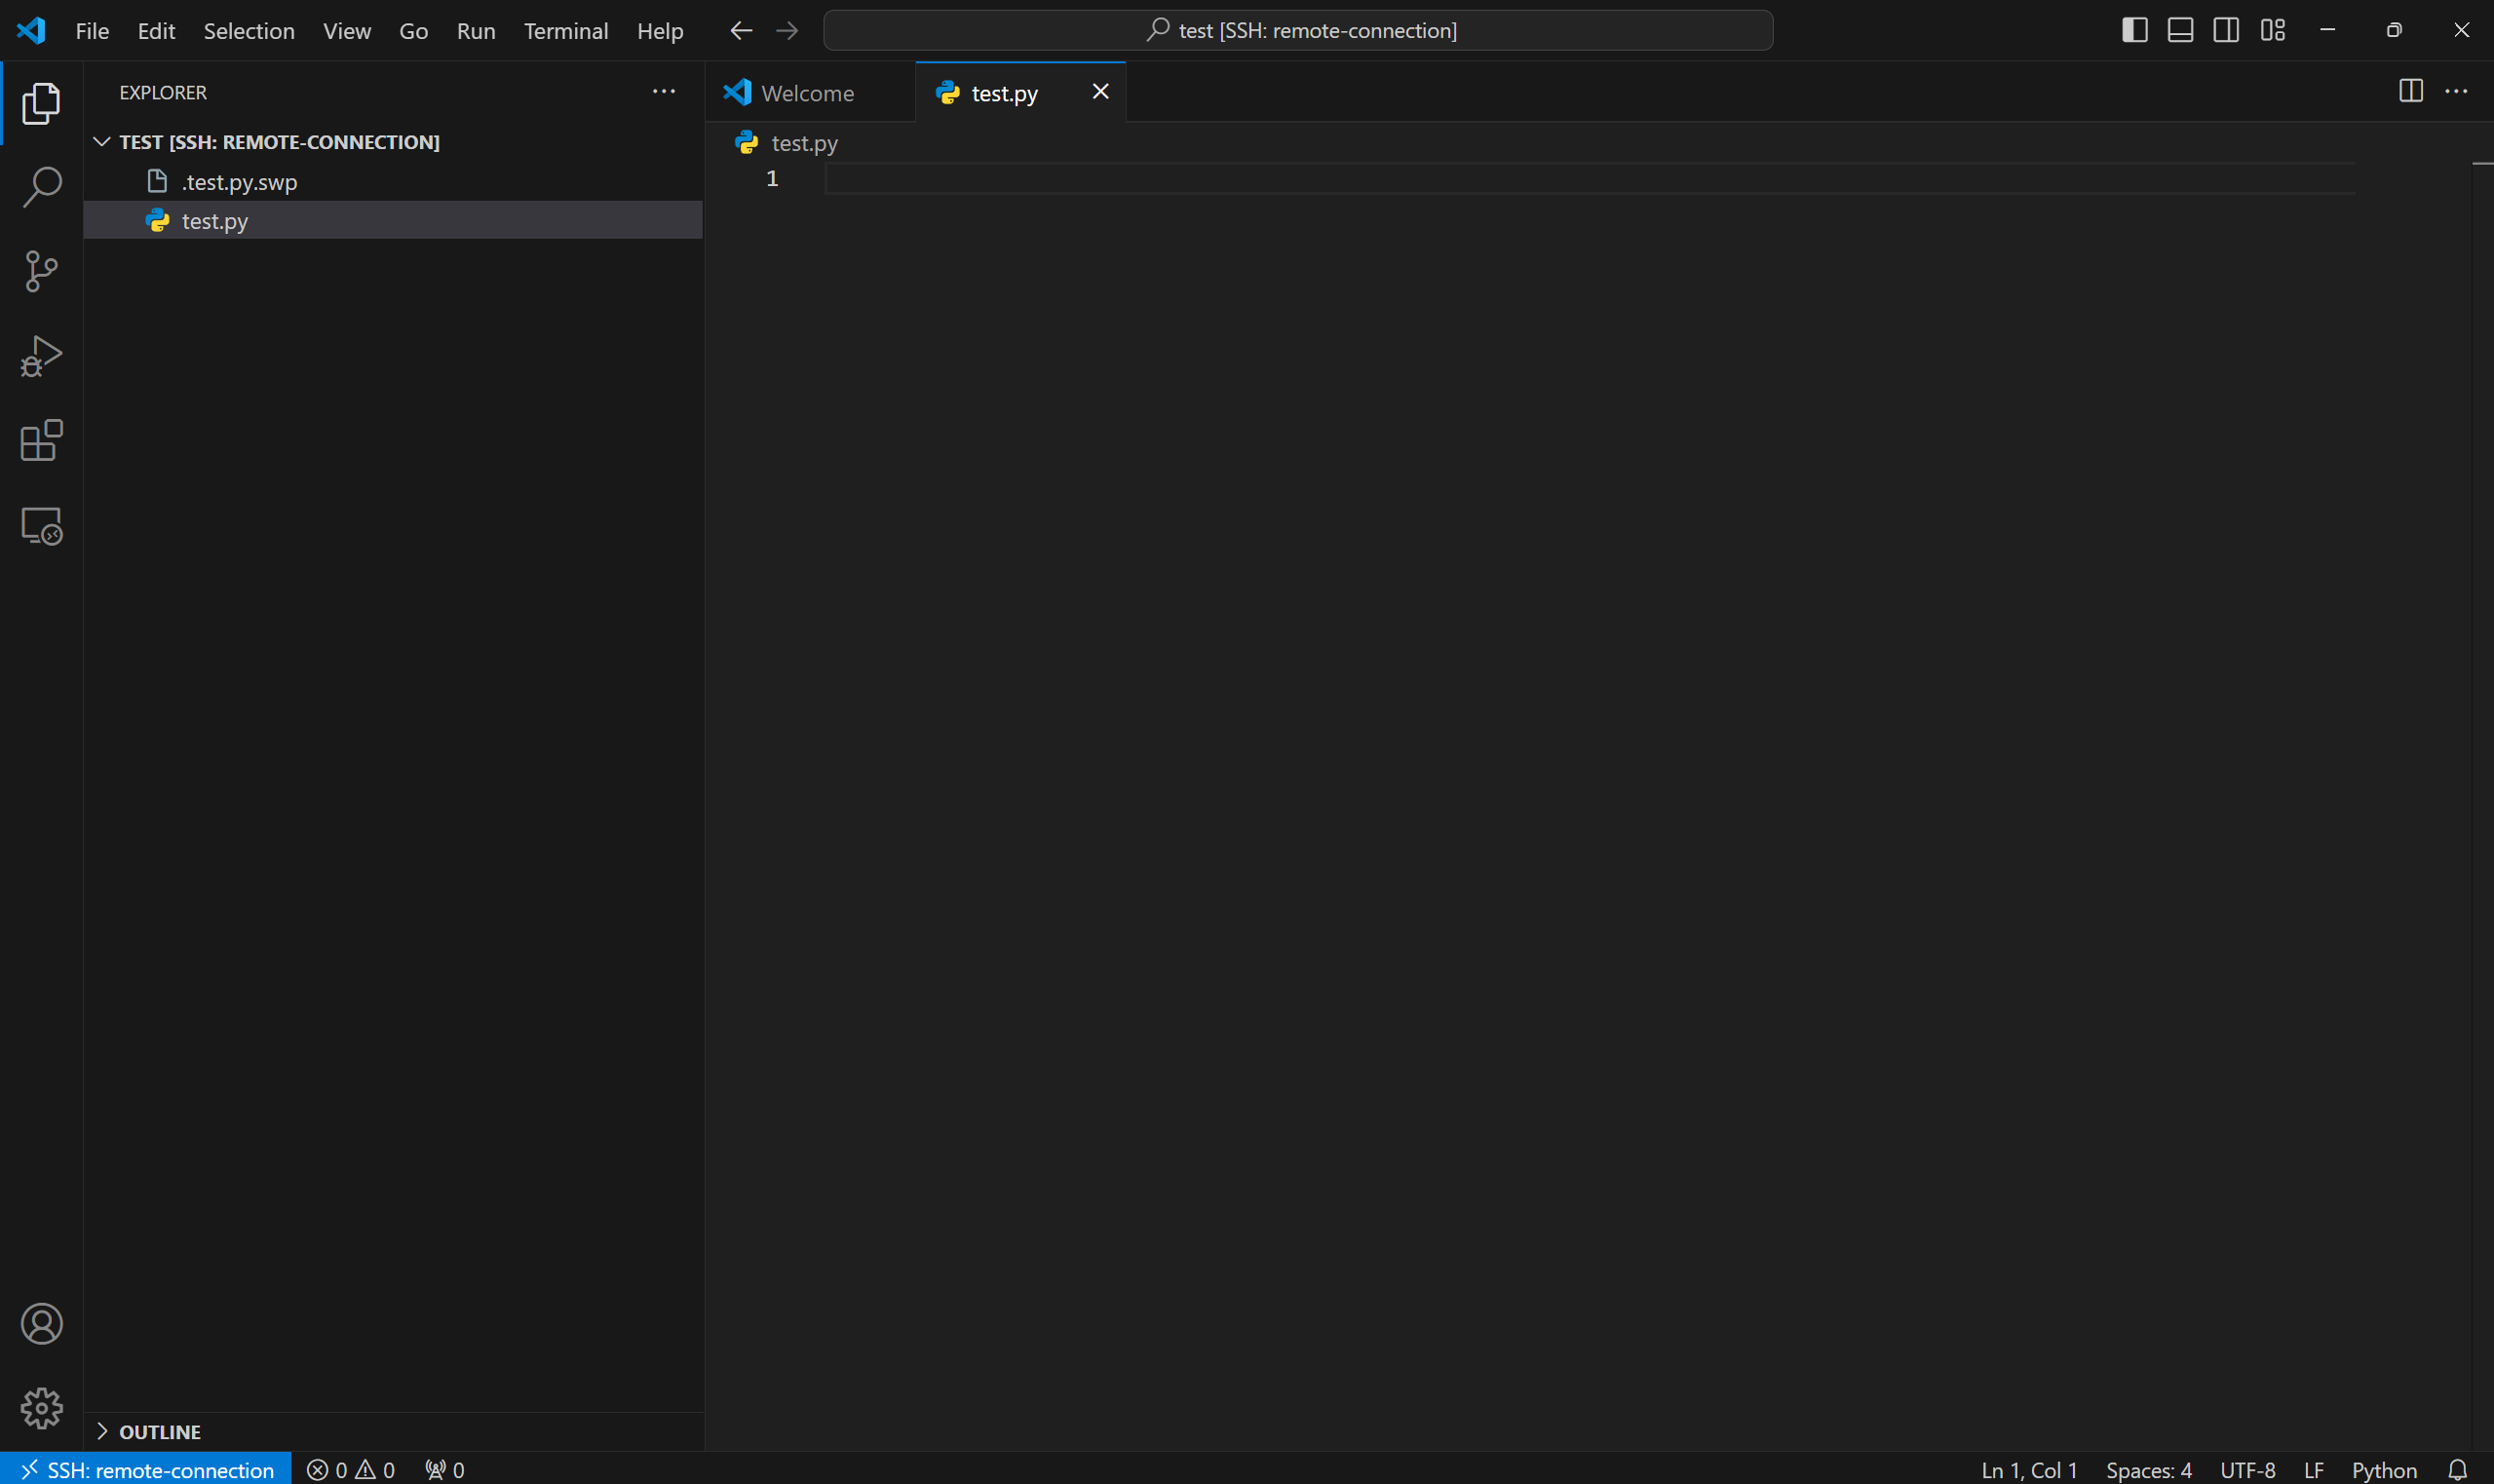 File Edit Selection View Go Run Terminal Help
test [SSH: remote-connection]
EXPLORER
TEST [SSH: REMOTE-CONNECTION]
.test.py.swp
test.py
OUTLINE
Welcome
test.py
test.py
1
SSH: remote-connection 0 0 0
Ln 1, Col 1 Spaces: 4 UTF-8 LF Python